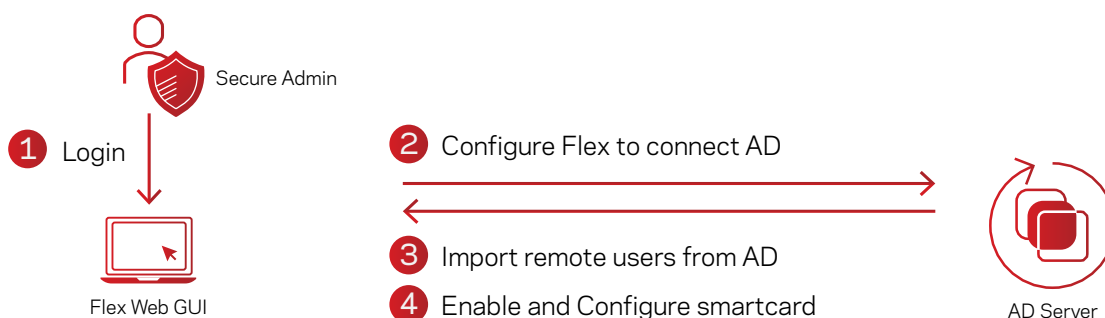 Secure Admin
1 Login
2 Configure Flex to connect AD
3 Import remote users from AD
4 Enable and Configure smartcard
Flex Web GUI
AD Server